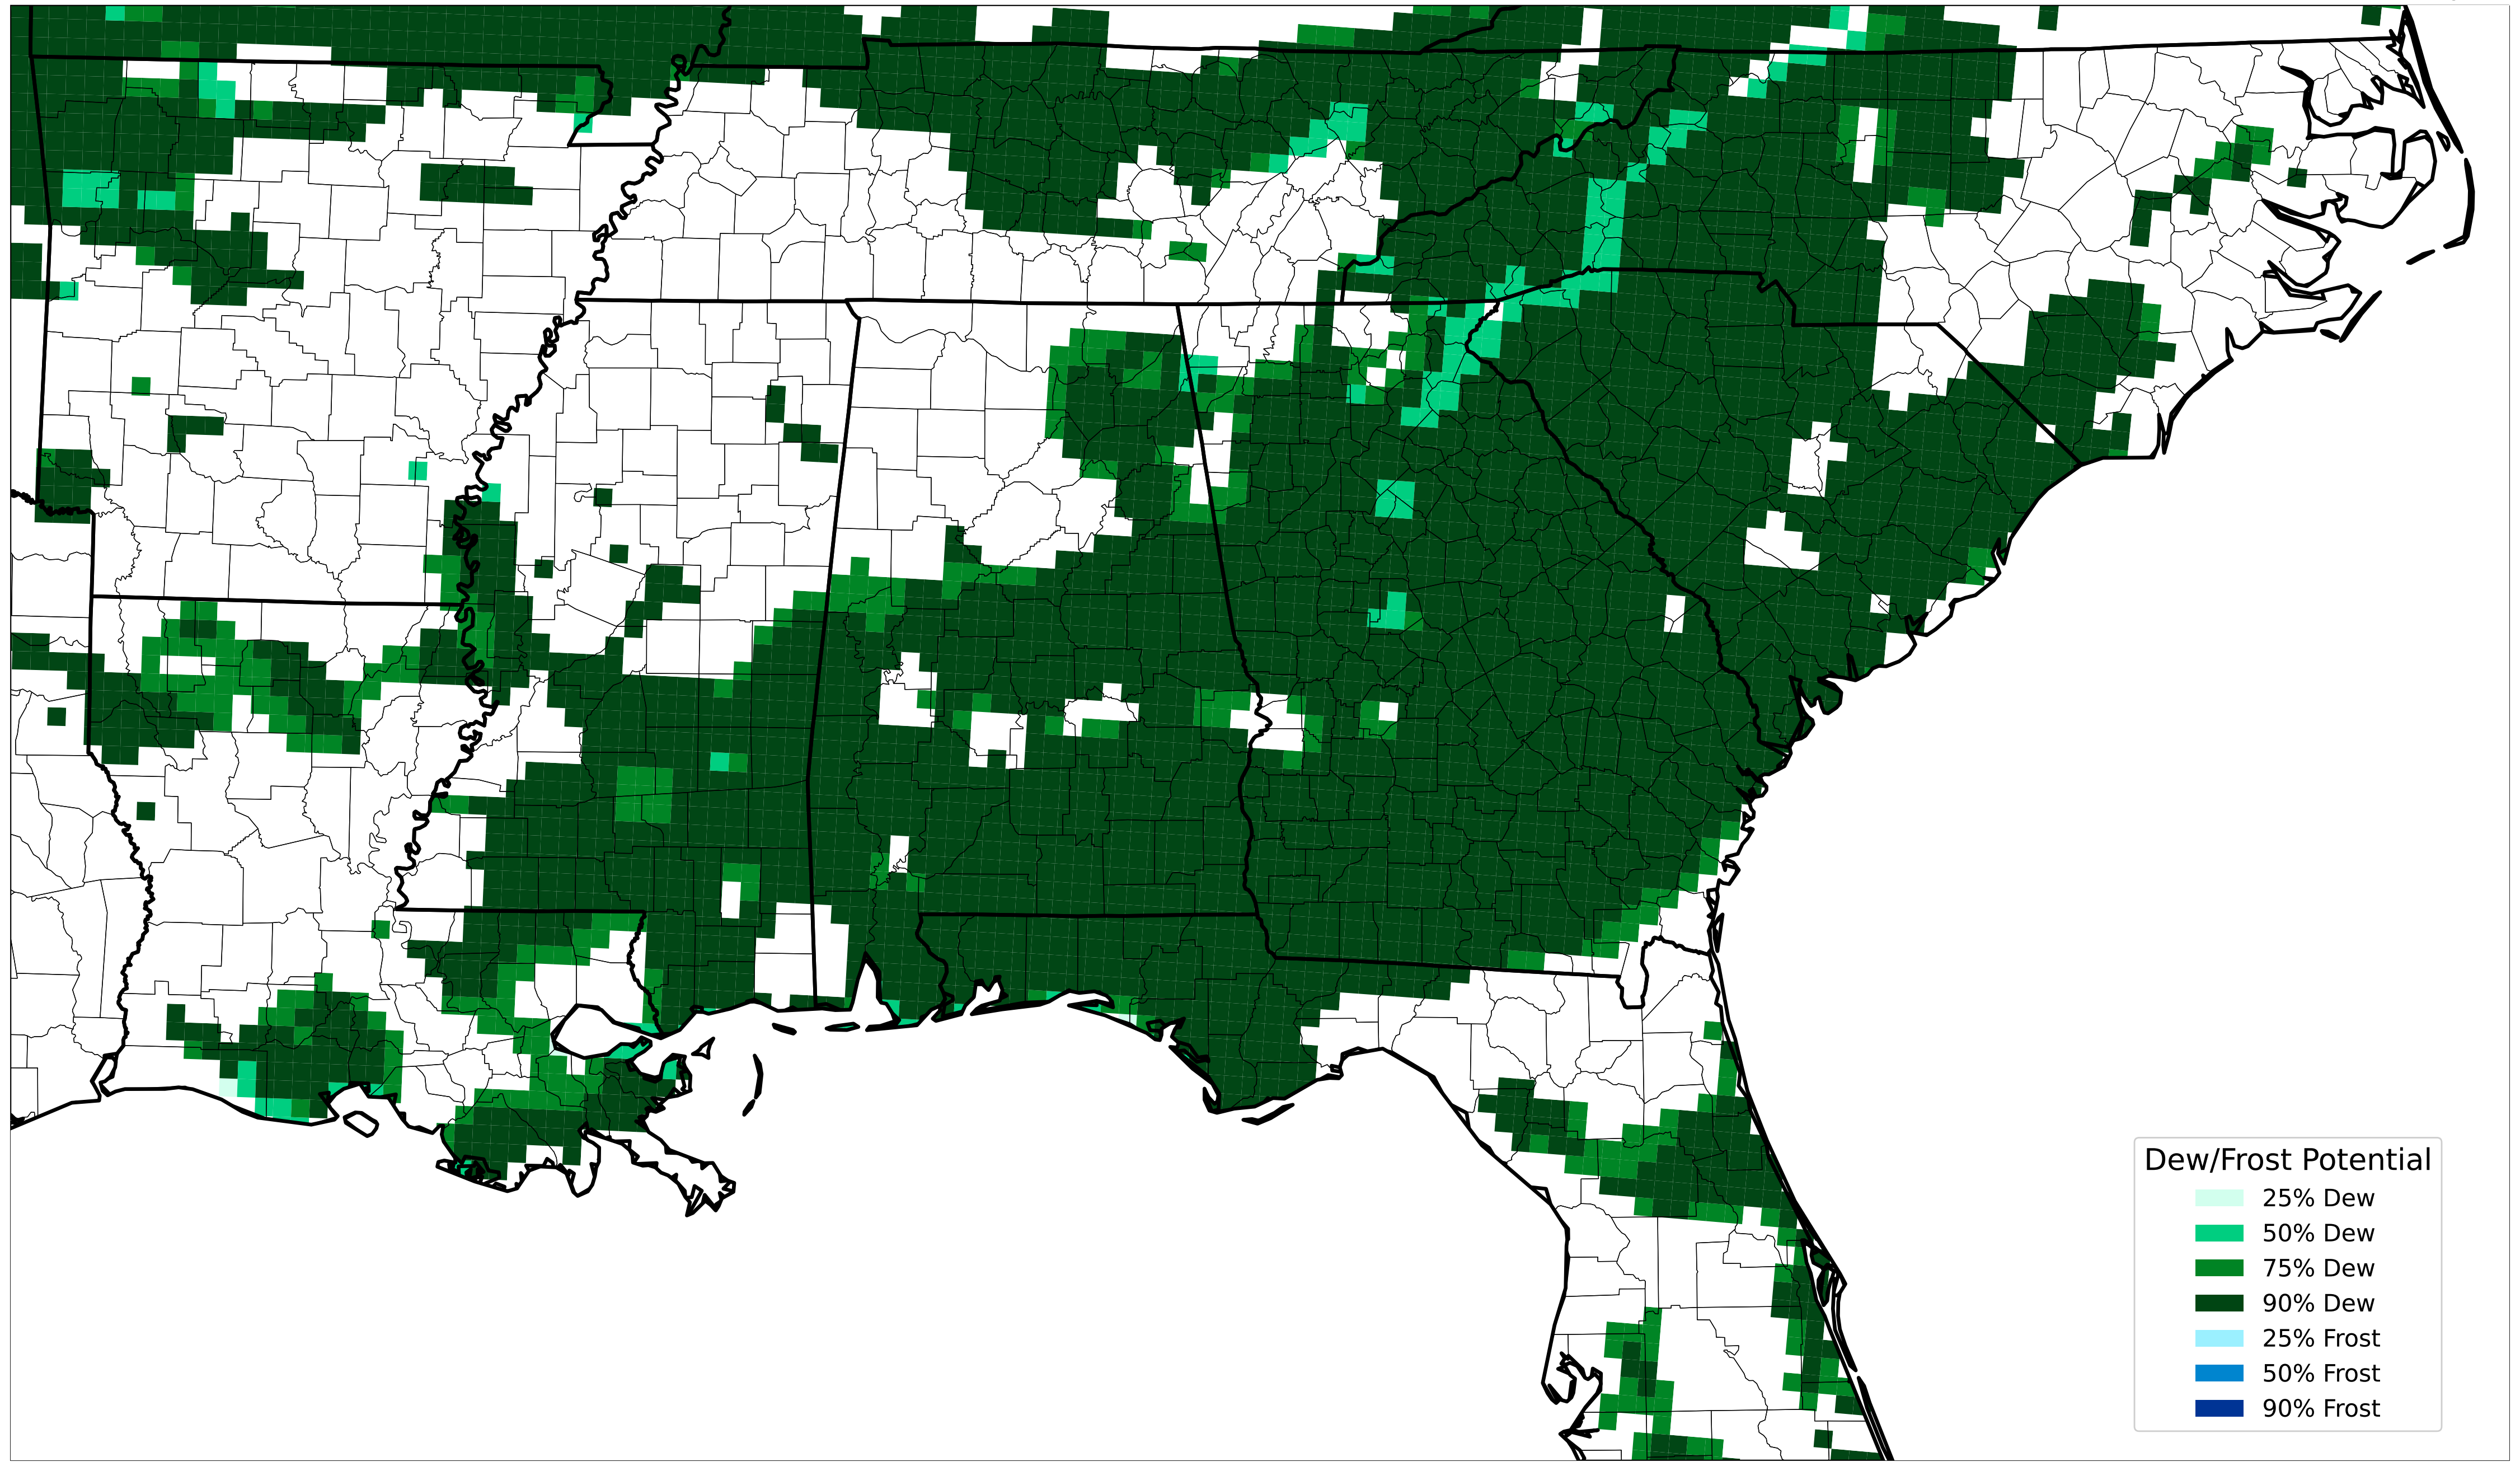 Dew/Frost Potential
25% Dew
50% Dew
75% Dew
90% Dew
25% Frost
50% Frost
90% Frost